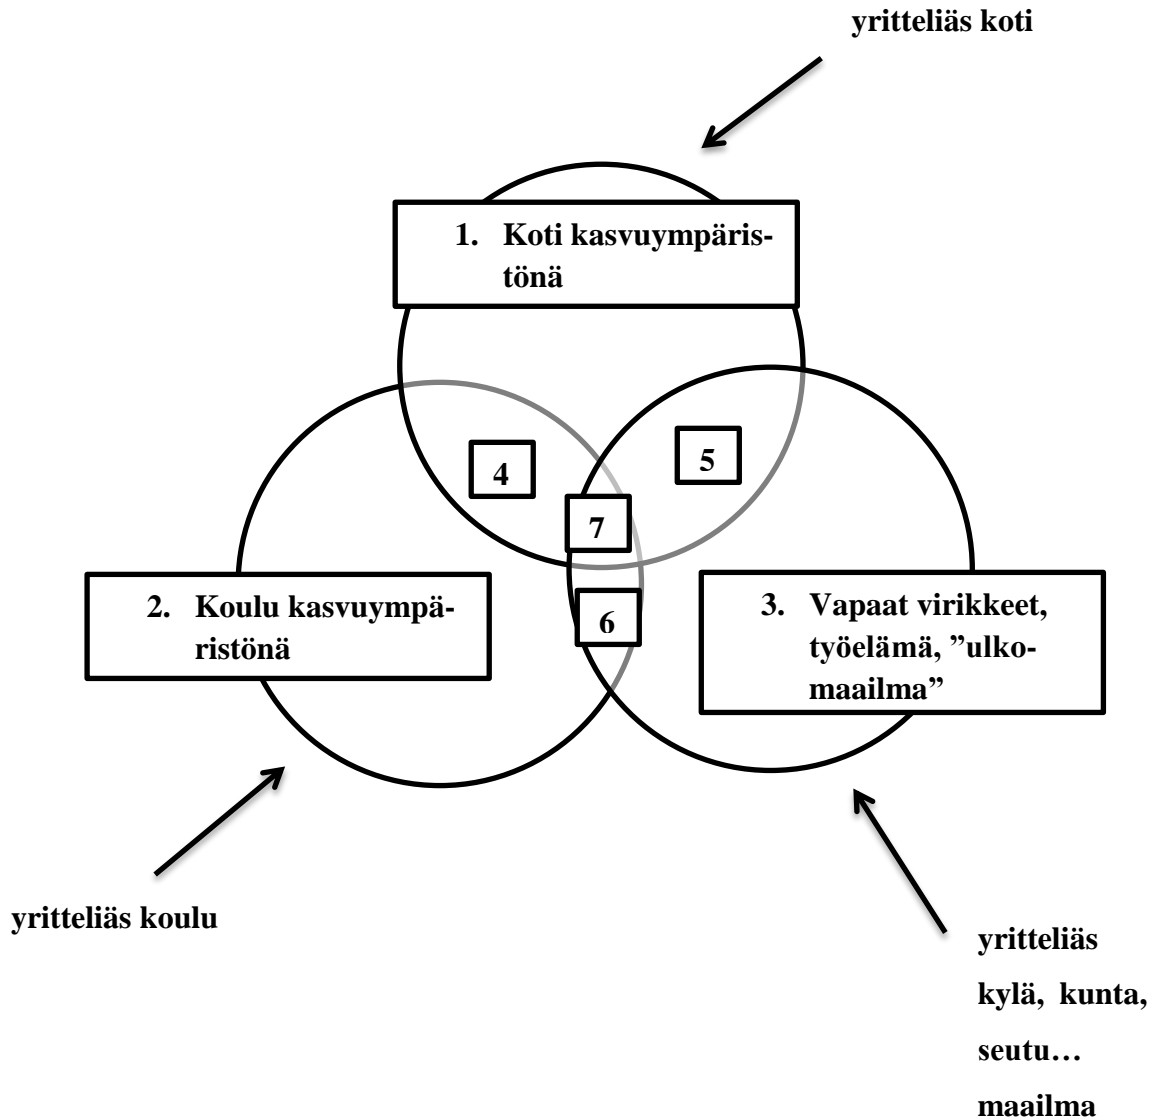 yritteliäs koti
1. Koti kasvuympäris-
tönä
4
5
7
2. Koulu kasvuympä-
ristönä
6
3. Vapaat virikkeet,
työelämä, ”ulko-
maailma”
yritteliäs koulu
yritteliäs
kylä, kunta,
seutu…
maailma